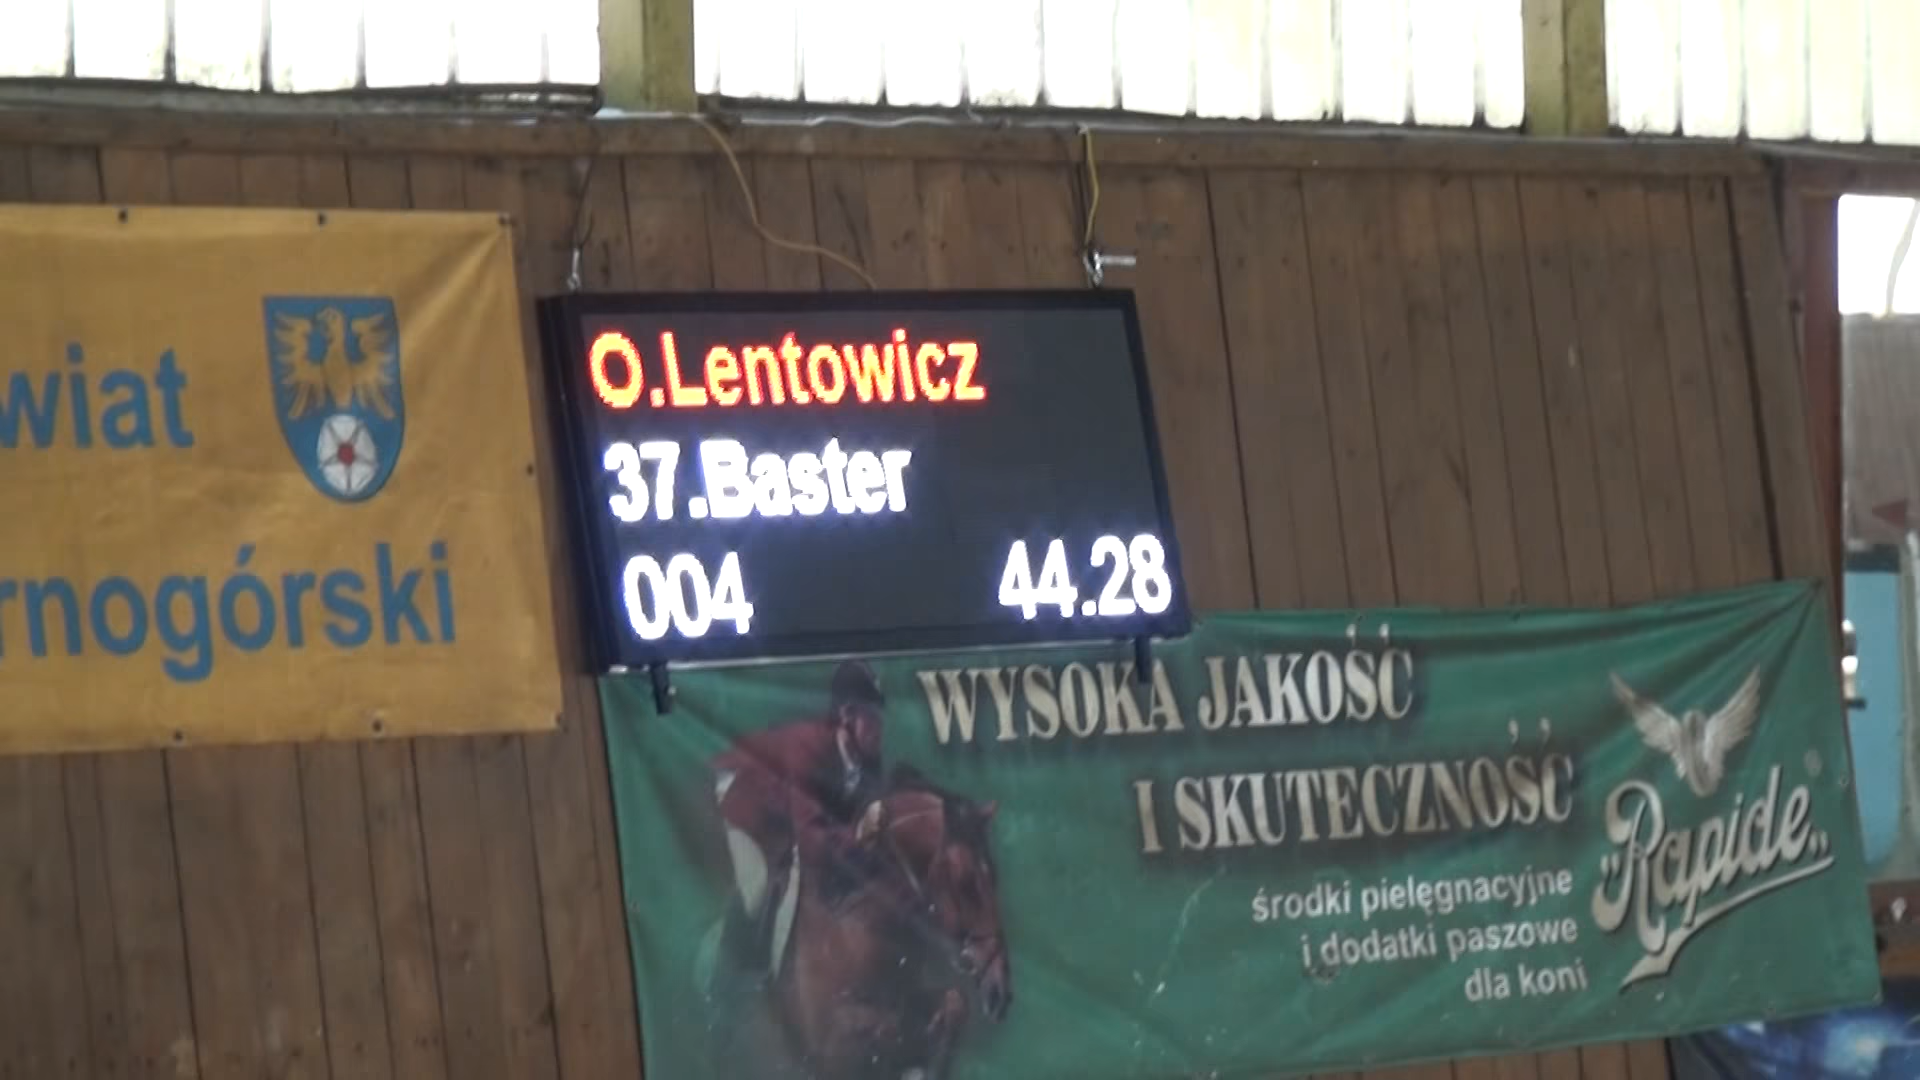 wiat
rnogórski
O.Lentowicz
37.Baster
004 44.28
WYSOKA JAKOŚĆ
I SKUTECZNOŚĆ
środki pielęgnacyjne
i dodatki paszowe
dla koni
„Rapide”®